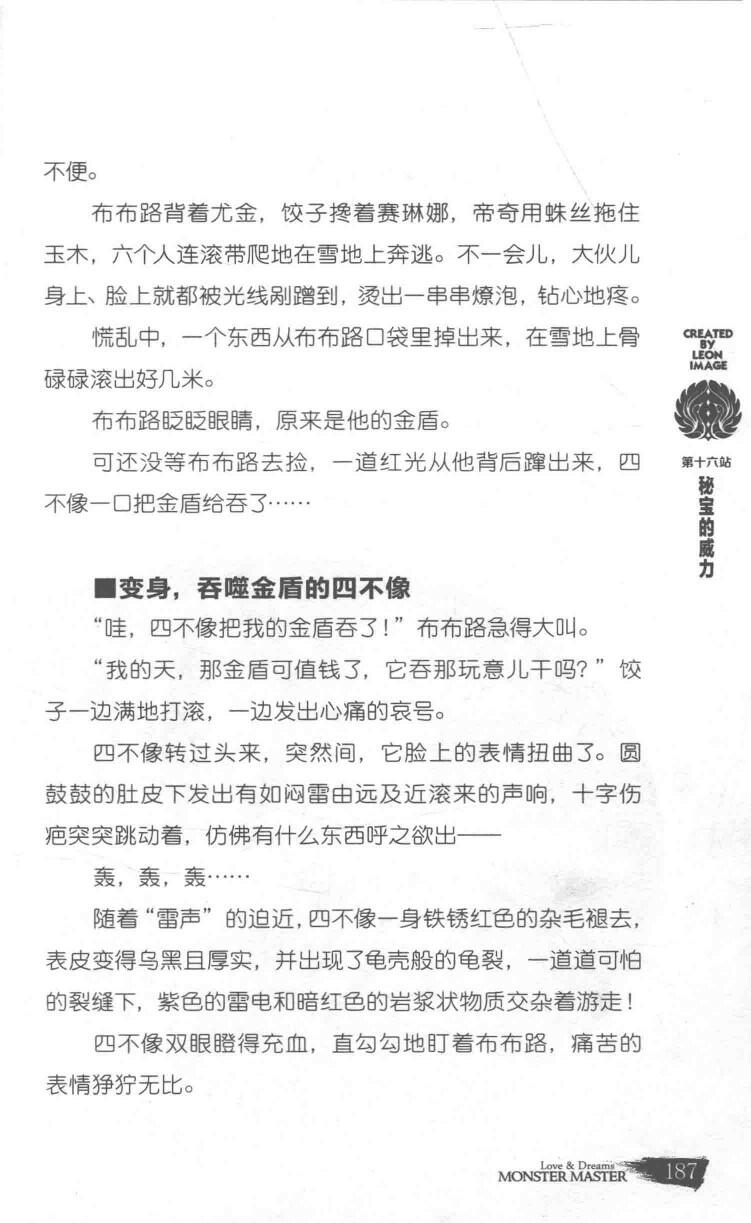 不便。
布布路背着尤金，饺子搀着赛琳娜，帝奇用蛛丝拖住
玉木，六个人连滚带爬地在雪地上奔逃。不一会儿，大伙儿
身上、脸上就都被光线剐蹭到，烫出一串串燎泡，钻心地疼。
慌乱中，一个东西从布布路口袋里掉出来，在雪地上骨
碌碌滚出好几米。
布布路眨眨眼睛，原来是他的金盾。
可还没等布布路去捡，一道红光从他背后蹿出来，四
不像一口把金盾给吞了……
■变身，吞噬金盾的四不像
“哇，四不像把我的金盾吞了！”布布路急得大叫。
“我的天，那金盾可值钱了，它吞那玩意儿干吗？”饺
子一边满地打滚，一边发出心痛的哀号。
四不像转过头来，突然间，它脸上的表情扭曲了。圆
鼓鼓的肚皮下发出有如闷雷由远及近滚来的声响，十字伤
疤突突跳动着，仿佛有什么东西呼之欲出——
轰，轰，轰……
随着“雷声”的迫近，四不像一身铁锈红色的杂毛褪去，
表皮变得乌黑且厚实，并出现了龟壳般的龟裂，一道道可怕
的裂缝下，紫色的雷电和暗红色的岩浆状物质交杂着游走！
四不像双眼瞪得充血，直勾勾地盯着布布路，痛苦的
表情狰狞无比。
CREATED
BY
LEON
IMAGE
第十六站
秘宝的威力
Love & Dreams
MONSTER MASTER
187